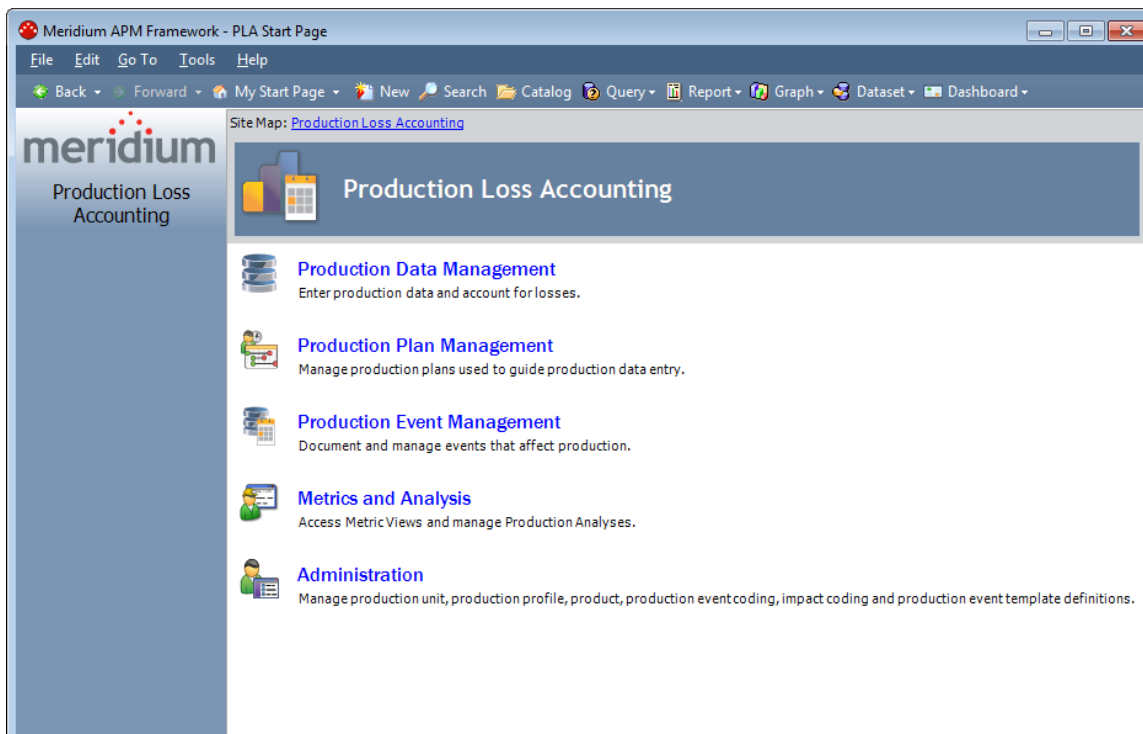 Meridium APM Framework - PLA Start Page
File Edit Go To Tools Help
Back Forward My Start Page New Search Catalog Query Report Graph Dataset Dashboard
meridium
Production Loss
Accounting
Site Map: Production Loss Accounting
Production Loss Accounting
Production Data Management
Enter production data and account for losses.
Production Plan Management
Manage production plans used to guide production data entry.
Production Event Management
Document and manage events that affect production.
Metrics and Analysis
Access Metric Views and manage Production Analyses.
Administration
Manage production unit, production profile, product, production event coding, impact coding and production event template definitions.